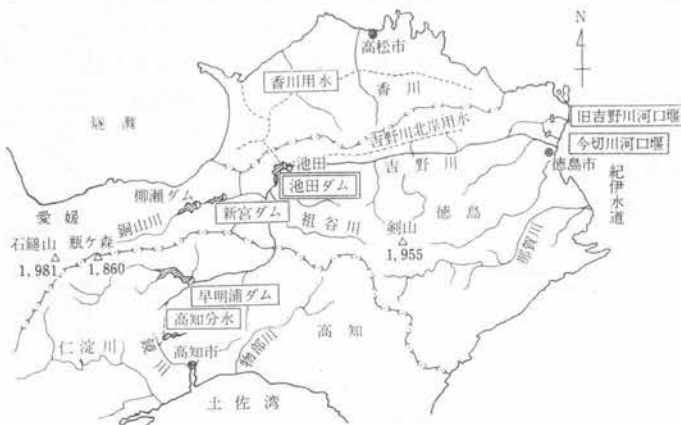 N
高松市
香川用水
香川
燧灘
旧吉野川河口堰
吉野川北岸用水
今切川河口堰
池田
吉野川
徳島市
池田ダム
紀伊水道
柳瀬ダム
愛媛
新宮ダム
祖谷川
剣山
徳島
銅山川
石鎚山
瓶ケ森
1,955
那賀川
1,981
1,860
早明浦ダム
高知分水
高知
仁淀川
鏡川
物部川
高知市
土佐湾